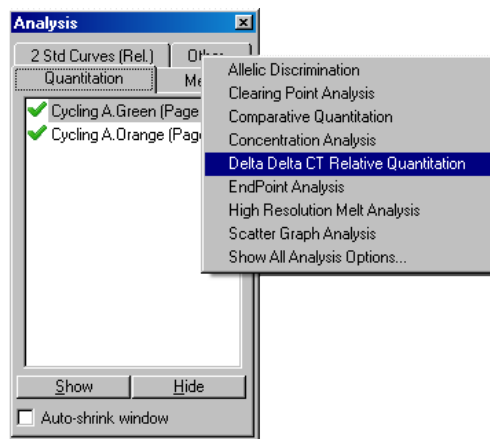 Analysis
2 Std Curves (Rel.)
Quantitation
Cycling A.Green (Page
Cycling A.Orange
Allelic Discrimination
Clearing Point Analysis
Comparative Quantitation
Concentration Analysis
Delta Delta CT Relative Quantitation
EndPoint Analysis
High Resolution Melt Analysis
Scatter Graph Analysis
Show All Analysis Options...
Show Hide
Auto-shrink window